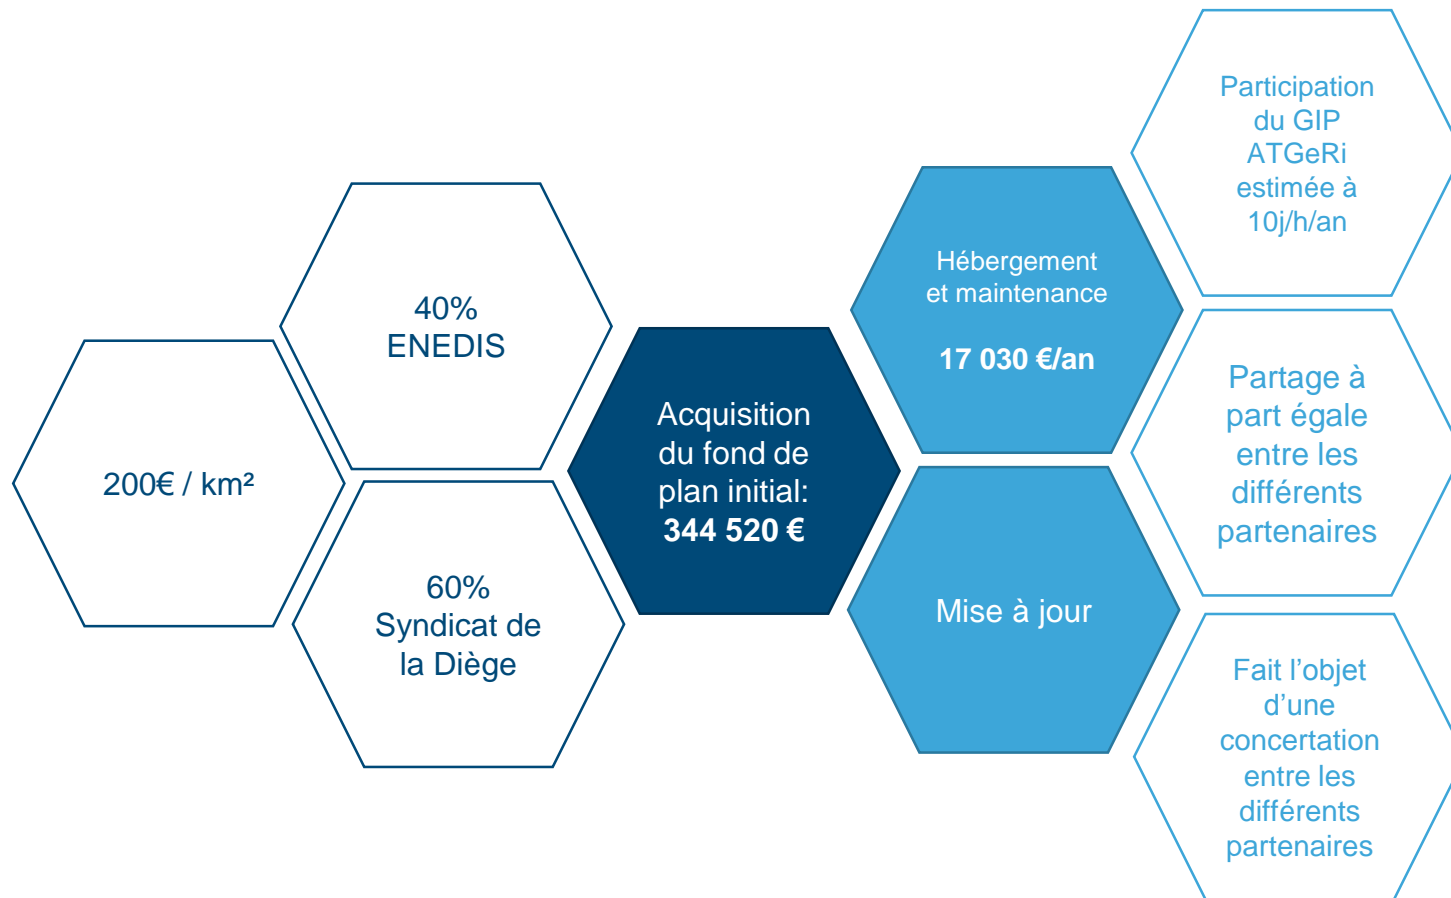 200€ / km²
40%
ENEDIS
60%
Syndicat de
la Diège
Acquisition
du fond de
plan initial:
344 520 €
Hébergement
et maintenance
17 030 €/an
Mise à jour
Participation
du GIP
ATGeRi
estimée à
10j/h/an
Partage à
part égale
entre les
différents
partenaires
Fait l’objet
d’une
concertation
entre les
différents
partenaires